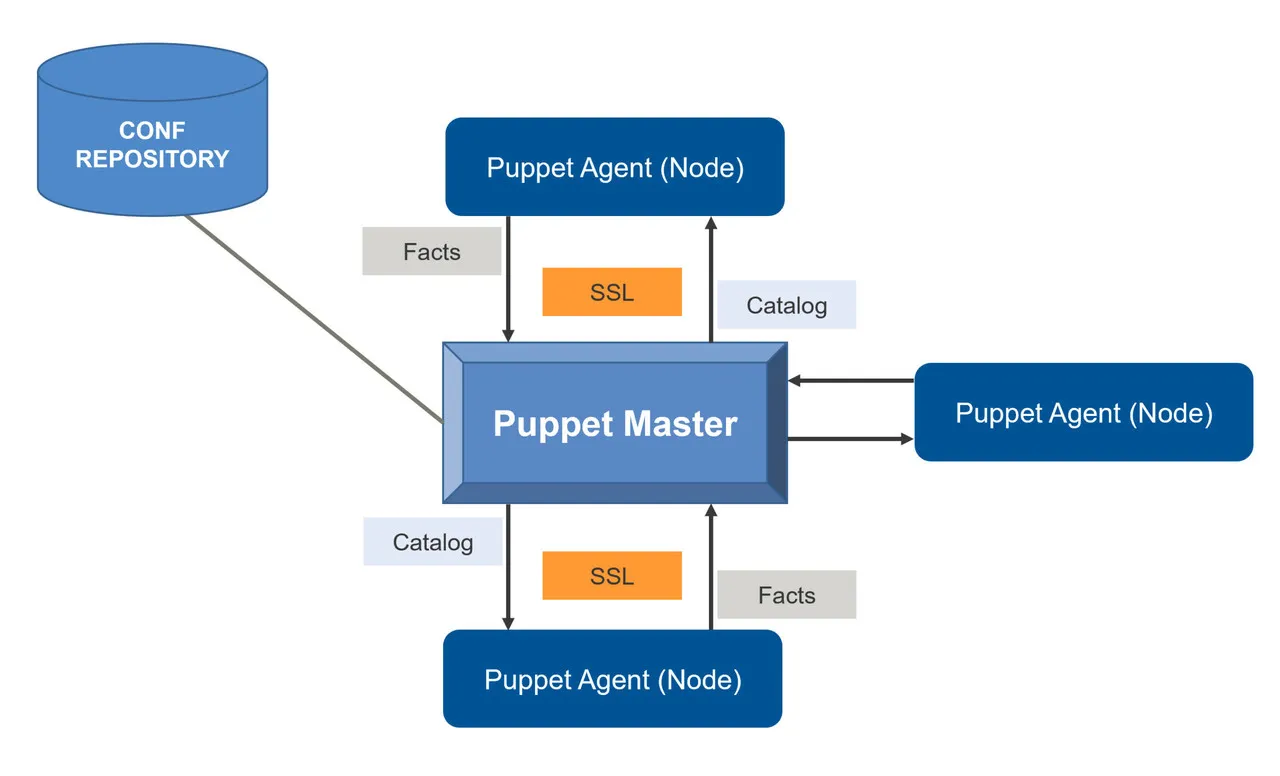 CONF
REPOSITORY
Puppet Agent (Node)
Facts
SSL
Catalog
Puppet Master
Puppet Agent (Node)
Catalog
SSL
Facts
Puppet Agent (Node)